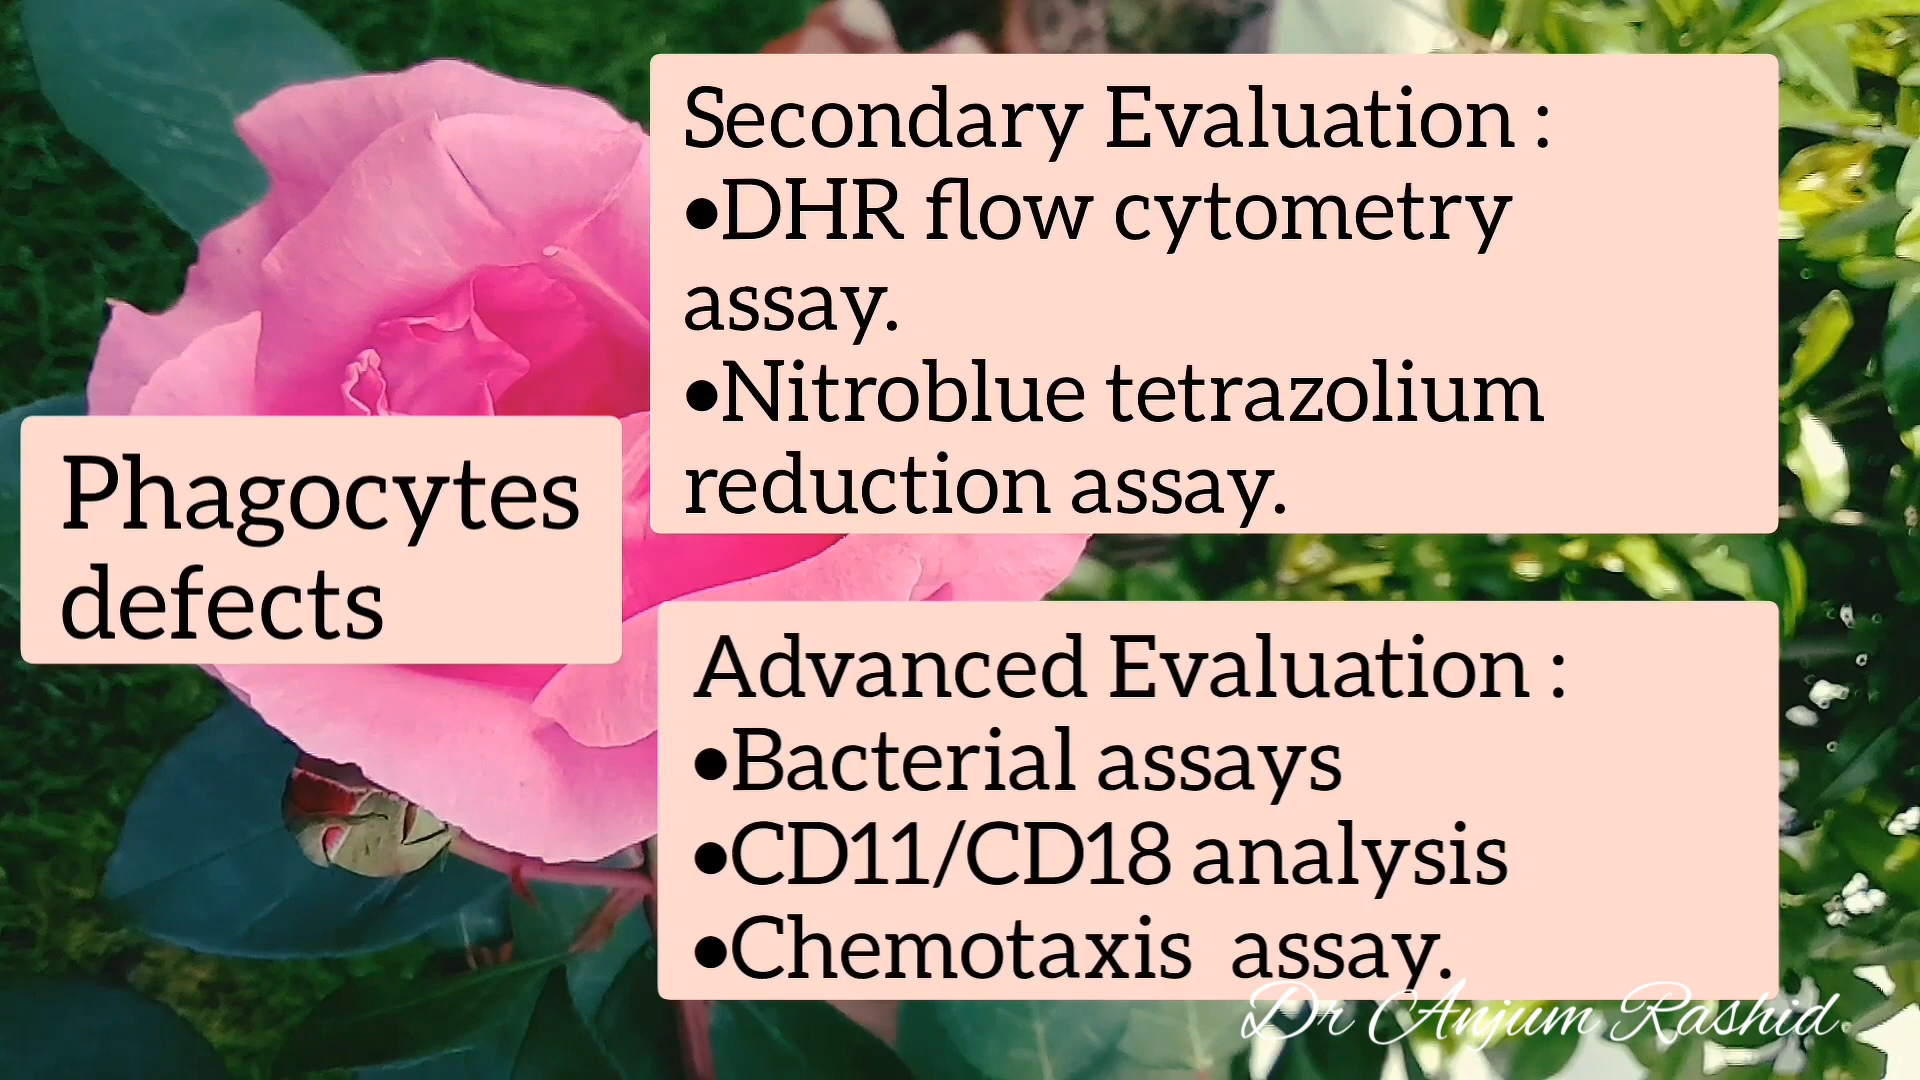 Phagocytes
defects
Secondary Evaluation :
•DHR flow cytometry
assay.
•Nitroblue tetrazolium
reduction assay.
Advanced Evaluation :
•Bacterial assays
•CD11/CD18 analysis
•Chemotaxis  assay.
Dr Anjum Rashid